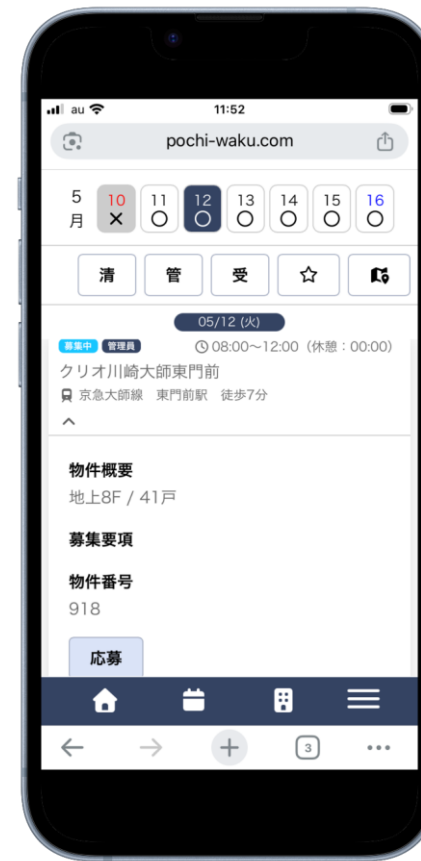 au 11:52
pochi-waku.com
5月 10 11 12 13 14 15 16
× ○ ○ ○ ○ ○ ○
清 管 受
05/12 (火)
募集中 管理員 08:00〜12:00（休憩：00:00）
クリオ川崎大師東門前
京急大師線 東門前駅 徒歩7分
物件概要
地上8F / 41戸
募集要項
物件番号
918
応募
3